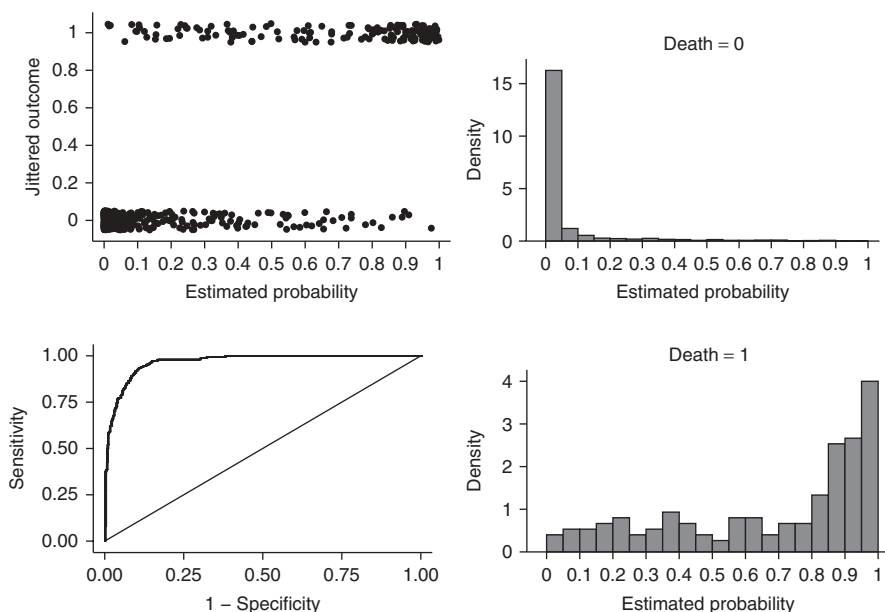 Jittered outcome
1
0.8
0.6
0.4
0.2
0
0 0.1 0.2 0.3 0.4 0.5 0.6 0.7 0.8 0.9 1
Estimated probability
Death = 0
Density
15
10
5
0
0 0.1 0.2 0.3 0.4 0.5 0.6 0.7 0.8 0.9 1
Estimated probability
Sensitivity
1.00
0.75
0.50
0.25
0.00
0.00 0.25 0.50 0.75 1.00
1 − Specificity
Death = 1
Density
4
3
2
1
0
0 0.1 0.2 0.3 0.4 0.5 0.6 0.7 0.8 0.9 1
Estimated probability